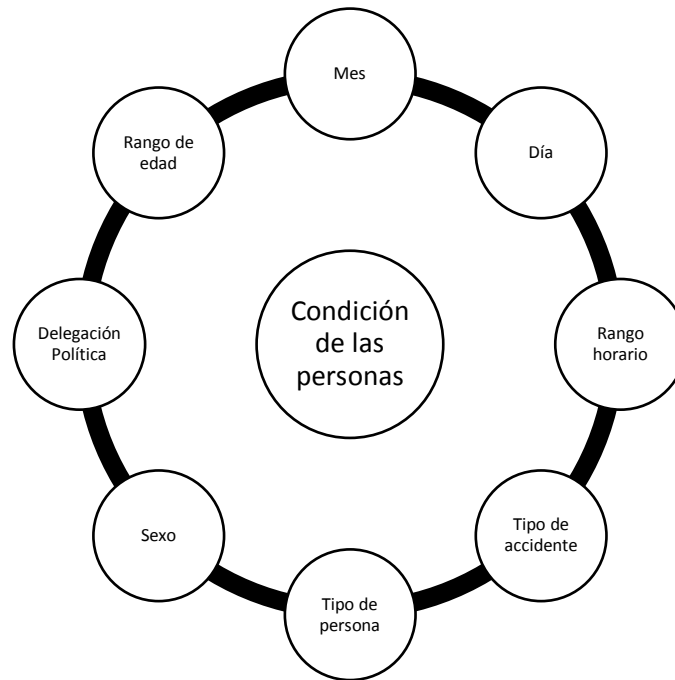 Mes
Rango de
edad
Día
Delegación
Política
Condición
de las
personas
Rango
horario
Sexo
Tipo de
accidente
Tipo de
persona